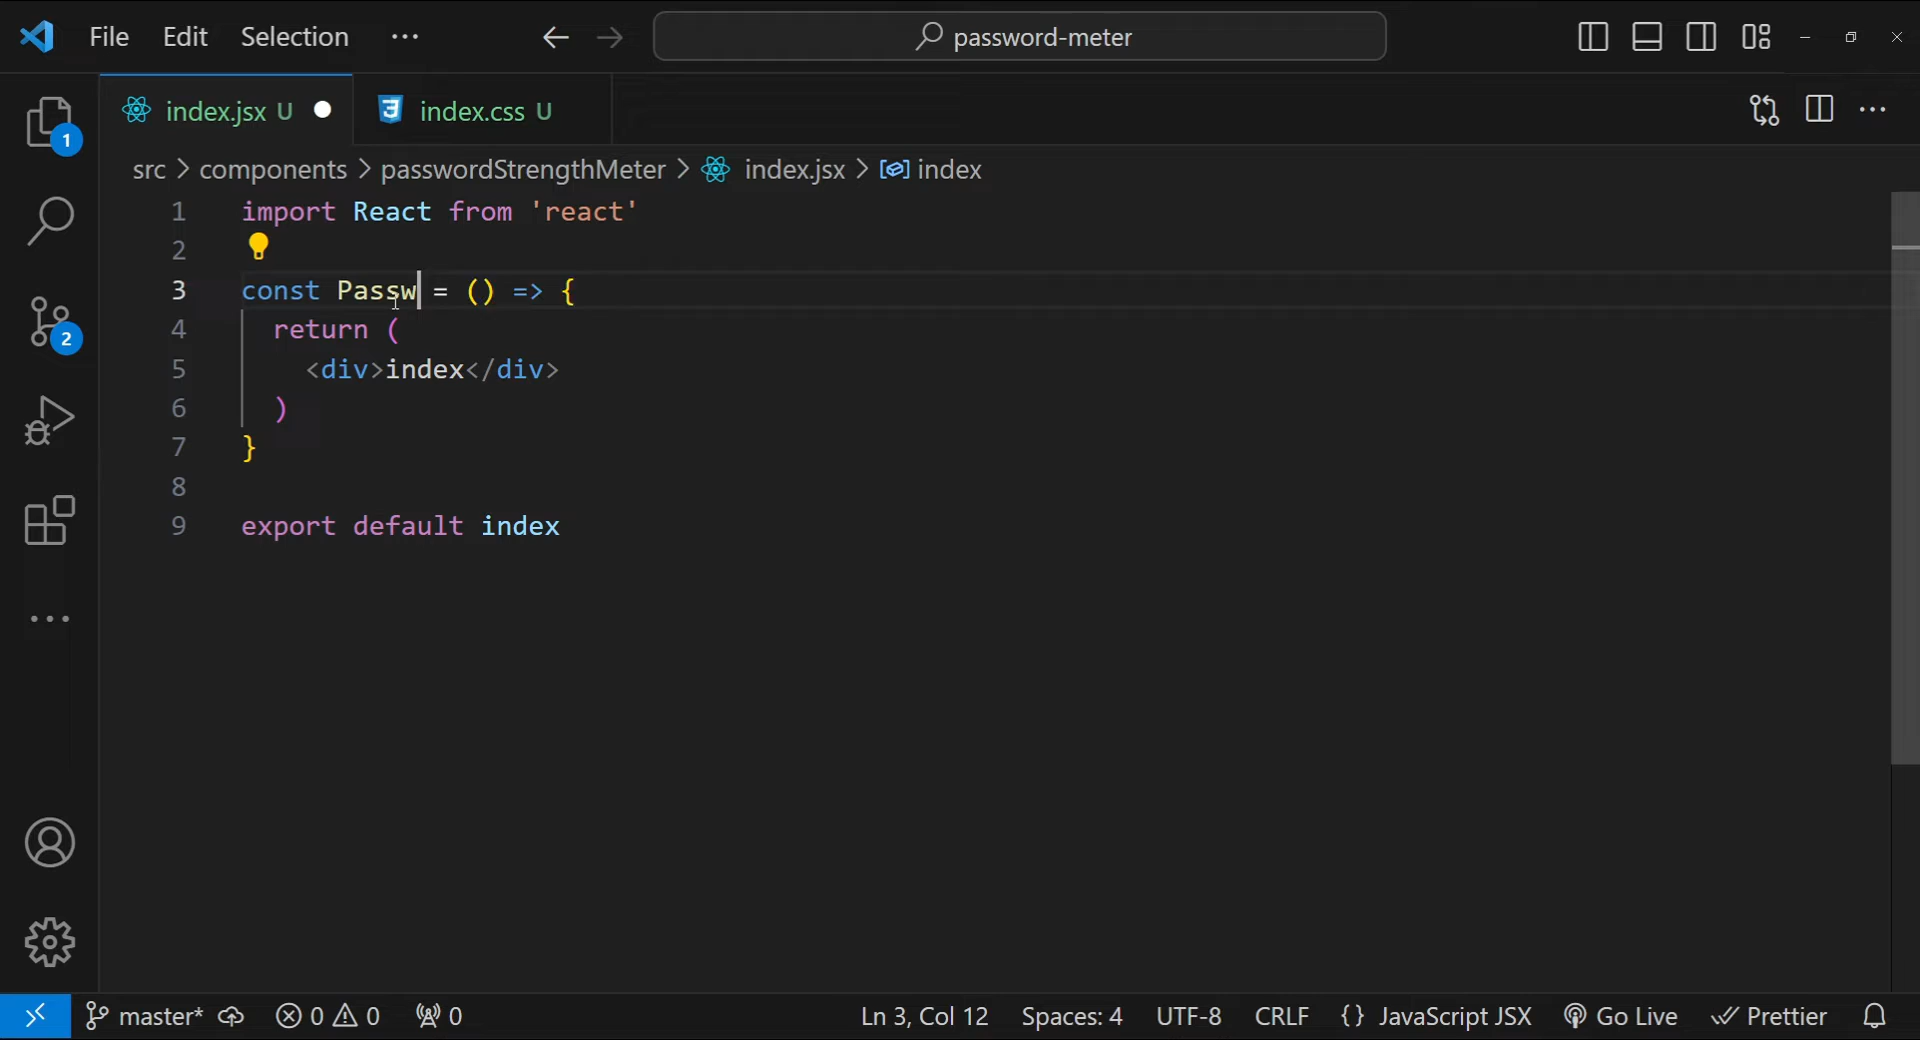 File Edit Selection ··· password-meter
index.jsx U index.css U
src > components > passwordStrengthMeter > index.jsx > index
1 import React from 'react'
2
3 const Passw = () => {
4 return (
5 <div>index</div>
6 )
7 }
8
9 export default index
1
2
master* 0 0 0 Ln 3, Col 12 Spaces: 4 UTF-8 CRLF {} JavaScript JSX Go Live Prettier